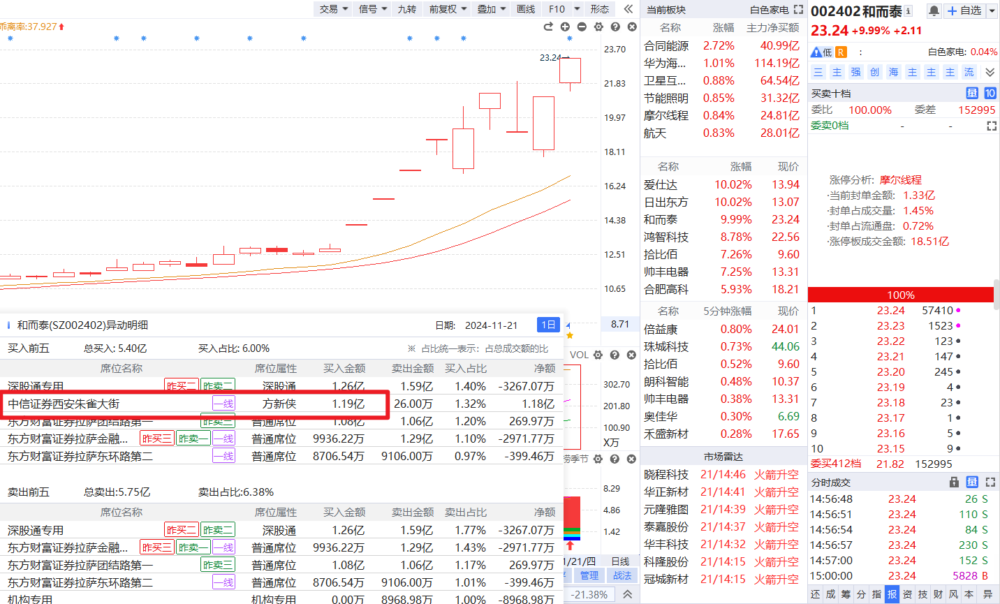 交易 信号 九转 前复权 叠加 画线 F10 形态
乖离率:37.927
23.24
23.70
21.83
19.97
18.11
16.24
14.38
12.51
10.65
8.71
VOL
302.70
201.80
100.90
X万
捞季节
8.29
4.86
1.42
1/21/四 日线
管理 战法
-21.38%
和而泰(SZ002402)异动明细 日期: 2024-11-21 1日
买入前五 总买入: 5.40亿 买入占比: 6.00% ※ 占比统一表示: 占总成交额的比
席位名称 席位属性 买入金额 卖出金额 买入占比 净额
深股通专用 昨买二 昨卖二 深股通 1.26亿 1.59亿 1.40% -3267.07万
中信证券西安朱雀大街 一线 方新侠 1.19亿 26.00万 1.32% 1.18亿
东方财富证券拉萨团结路第一 昨卖三 普通席位 1.08亿 1.06亿 1.20% 269.97万
东方财富证券拉萨金融... 昨买三 昨卖一 一线 普通席位 9936.22万 1.29亿 1.10% -2971.77万
东方财富证券拉萨东环路第二 一线 普通席位 8706.54万 9106.00万 0.97% -399.46万
卖出前五 总卖出:5.75亿 卖出占比:6.38%
席位名称 席位属性 买入金额 卖出金额 卖出占比 净额
深股通专用 昨买二 昨卖二 深股通 1.26亿 1.59亿 1.77% -3267.07万
东方财富证券拉萨金融... 昨买三 昨卖一 一线 普通席位 9936.22万 1.29亿 1.43% -2971.77万
东方财富证券拉萨团结路第一 昨卖三 普通席位 1.08亿 1.06亿 1.17% 269.97万
东方财富证券拉萨东环路第二 一线 普通席位 8706.54万 9106.00万 1.01% -399.46万
机构专用 机构专用 0.00万 8968.98万 1.00% -8968.98万
当前板块 白色家电
名称 涨幅 主力净买额
合同能源 2.72% 40.99亿
华为海... 1.01% 114.19亿
卫星互... 0.88% 64.54亿
节能照明 0.85% 31.32亿
摩尔线程 0.84% 24.81亿
航天 0.83% 28.01亿
名称 涨幅 现价
爱仕达 10.02% 13.94
日出东方 10.02% 13.07
和而泰 9.99% 23.24
鸿智科技 8.78% 22.56
拾比佰 7.26% 9.60
帅丰电器 7.25% 13.31
合肥高科 5.93% 18.21
名称 5分钟涨幅 现价
倍益康 0.80% 24.01
珠城科技 0.73% 44.06
拾比佰 0.52% 9.60
朗科智能 0.48% 10.37
帅丰电器 0.38% 13.31
奥佳华 0.30% 6.69
禾盛新材 0.28% 17.65
市场雷达
晓程科技 21/14:46 火箭升空
华正新材 21/14:41 火箭升空
元隆雅图 21/14:39 火箭升空
泰嘉股份 21/14:37 火箭升空
华丰科技 21/14:32 火箭升空
科隆股份 21/14:15 火箭升空
冠城新材 21/14:15 火箭升空
002402 和而泰 自选
23.24 +9.99% +2.11
低 R : 白色家电: 0.04%
三 主 强 创 海 主 主 主 流
买卖十档 量 10
委比 100.00% 委差 152995
委卖0档 - -
涨停分析: 摩尔线程
·当前封单金额: 1.33亿
·封单占成交量: 1.45%
·封单占流通盘: 0.72%
·涨停板成交金额: 18.51亿
100%
1 23.24 57410
2 23.23 1523
3 23.22 123
4 23.21 147
5 23.20 245
6 23.19 4
7 23.18 23
8 23.17 1
9 23.16 5
10 23.15 9
委买412档 21.82 152995
分时成交 量
14:56:48 23.24 26 S
14:56:51 23.24 110 S
14:56:54 23.24 84 S
14:56:57 23.24 230 S
14:57:00 23.24 152 S
15:00:00 23.24 5828 B
还 成 筹 分 指 报 资 技 财 风 本 异